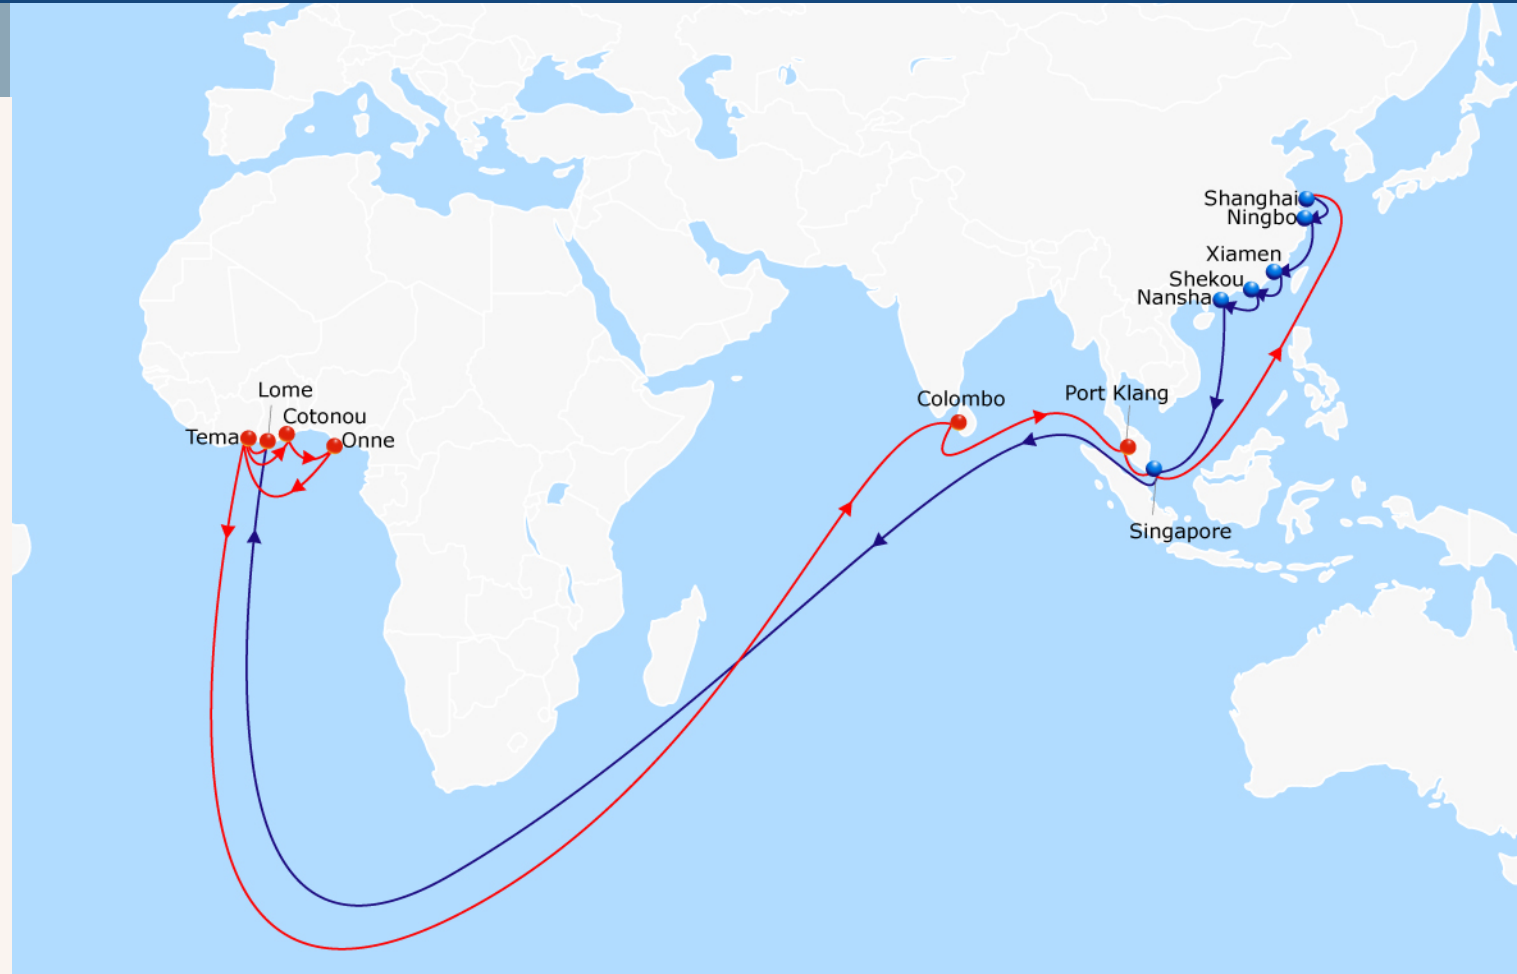 Shanghai
Ningbo
Xiamen
Shekou
Nansha
Lome
Colombo
Port Klang
Cotonou
Tema
Onne
Singapore